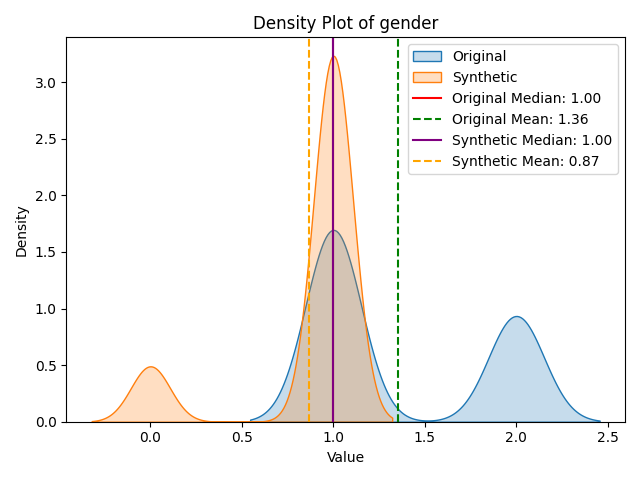 Density Plot of gender
Original
Synthetic
Original Median: 1.00
Original Mean: 1.36
Synthetic Median: 1.00
Synthetic Mean: 0.87
Density
3.0
2.5
2.0
1.5
1.0
0.5
0.0
0.0 0.5 1.0 1.5 2.0 2.5
Value